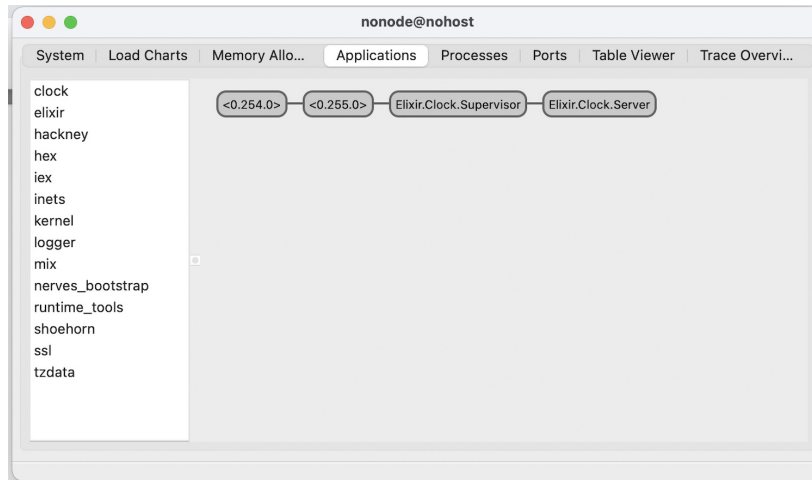 nonode@nohost
System Load Charts Memory Allo... Applications Processes Ports Table Viewer Trace Overvi...
clock
elixir
hackney
hex
iex
inets
kernel
logger
mix
nerves_bootstrap
runtime_tools
shoehorn
ssl
tzdata
<0.254.0> <0.255.0> Elixir.Clock.Supervisor Elixir.Clock.Server